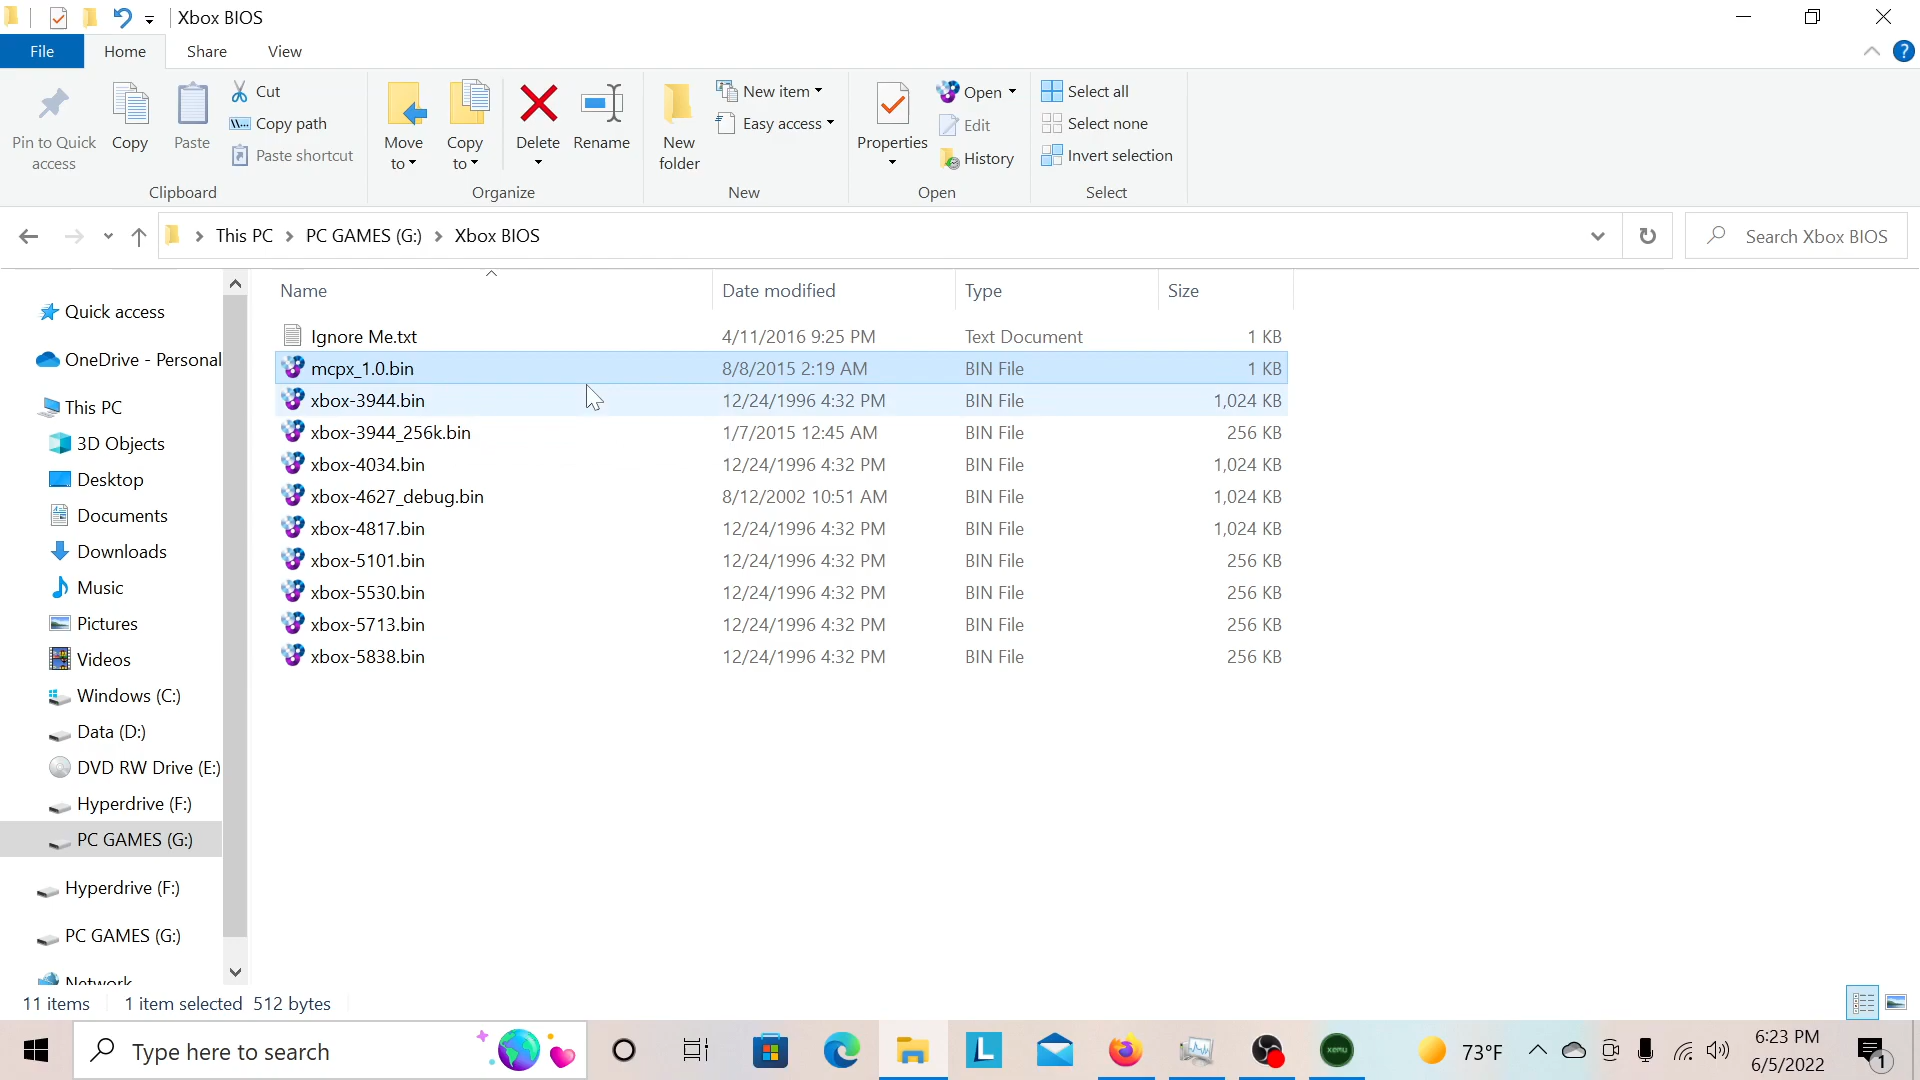 Xbox BIOS
File Home Share View
Pin to Quick access
Copy
Paste
Cut
Copy path
Paste shortcut
Clipboard
Move to
Copy to
Delete
Rename
Organize
New folder
New item
Easy access
New
Properties
Open
Edit
History
Open
Select all
Select none
Invert selection
Select
This PC PC GAMES (G:) Xbox BIOS
Search Xbox BIOS
Name Date modified Type Size
Ignore Me.txt 4/11/2016 9:25 PM Text Document 1 KB
mcpx_1.0.bin 8/8/2015 2:19 AM BIN File 1 KB
xbox-3944.bin 12/24/1996 4:32 PM BIN File 1,024 KB
xbox-3944_256k.bin 1/7/2015 12:45 AM BIN File 256 KB
xbox-4034.bin 12/24/1996 4:32 PM BIN File 1,024 KB
xbox-4627_debug.bin 8/12/2002 10:51 AM BIN File 1,024 KB
xbox-4817.bin 12/24/1996 4:32 PM BIN File 1,024 KB
xbox-5101.bin 12/24/1996 4:32 PM BIN File 256 KB
xbox-5530.bin 12/24/1996 4:32 PM BIN File 256 KB
xbox-5713.bin 12/24/1996 4:32 PM BIN File 256 KB
xbox-5838.bin 12/24/1996 4:32 PM BIN File 256 KB
Quick access
OneDrive - Personal
This PC
3D Objects
Desktop
Documents
Downloads
Music
Pictures
Videos
Windows (C:)
Data (D:)
DVD RW Drive (E:)
Hyperdrive (F:)
PC GAMES (G:)
Hyperdrive (F:)
PC GAMES (G:)
Network
11 items 1 item selected 512 bytes
Type here to search
L
xemu
73°F
6:23 PM
6/5/2022
1